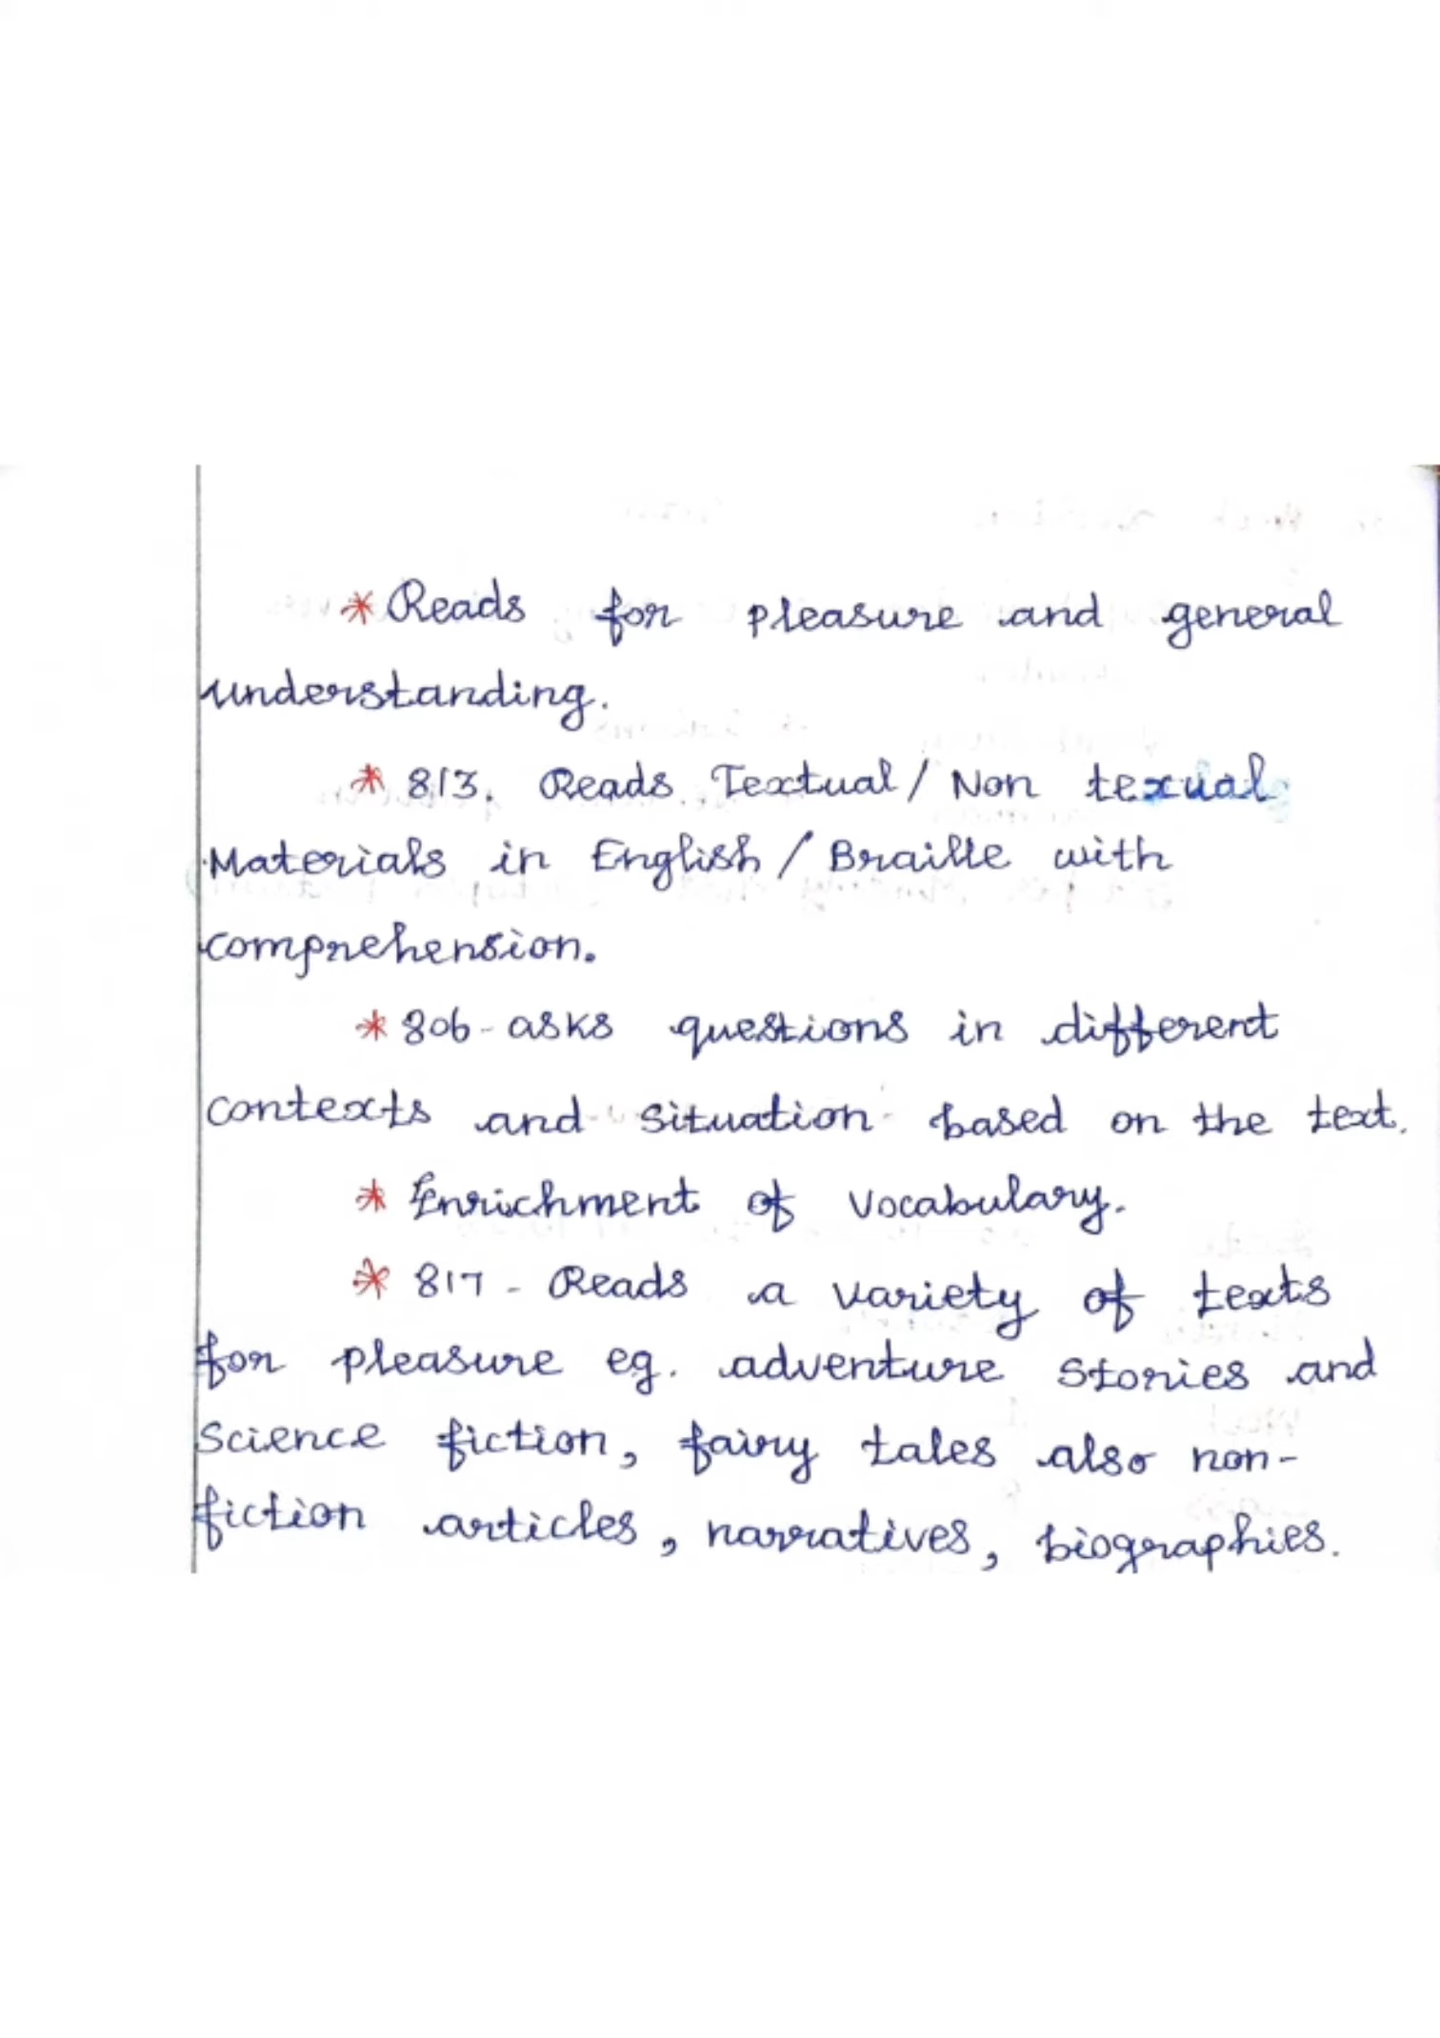 * Reads for pleasure and general
understanding.
* 813. Reads Textual / Non texual
Materials in English / Braille with
comprehension.
* 806 - asks questions in different
contexts and situation based on the text.
* Enrichment of vocabulary.
* 817 - Reads a variety of texts
for pleasure eg. adventure stories and
science fiction, fairy tales also non-
fiction articles, narratives, biographies.